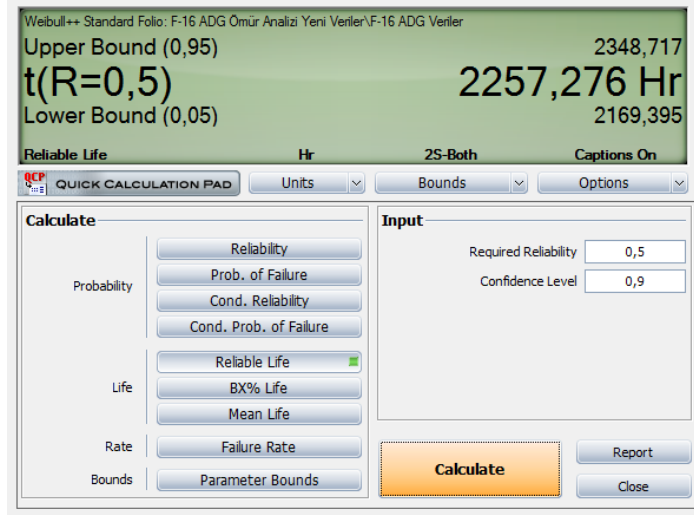 Weibull++ Standard Folio: F-16 ADG Ömür Analizi Yeni Veriler\F-16 ADG Veriler
Upper Bound (0,95) 2348,717
t(R=0,5) 2257,276 Hr
Lower Bound (0,05) 2169,395
Reliable Life Hr 2S-Both Captions On
QCP QUICK CALCULATION PAD Units Bounds Options
Calculate
Probability
Reliability
Prob. of Failure
Cond. Reliability
Cond. Prob. of Failure
Life
Reliable Life
BX% Life
Mean Life
Rate Failure Rate
Bounds Parameter Bounds
Input
Required Reliability 0,5
Confidence Level 0,9
Calculate
Report
Close